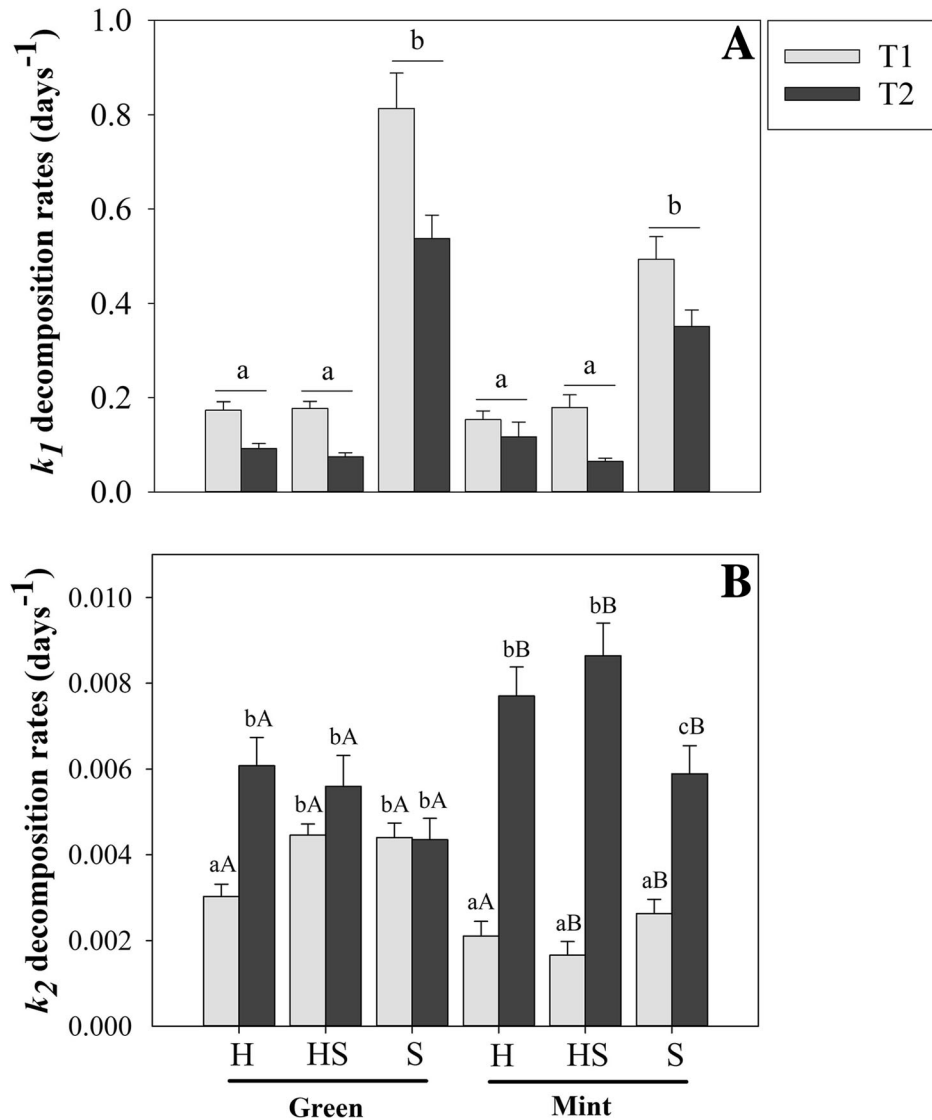 A
T1
T2
k1 decomposition rates (days-1)
1.0
0.8
0.6
0.4
0.2
0.0
a
a
b
a
a
b
B
k2 decomposition rates (days-1)
0.010
0.008
0.006
0.004
0.002
0.000
aA
bA
bA
bA
bA
bA
aA
bB
aB
bB
aB
cB
H
HS
S
H
HS
S
Green
Mint